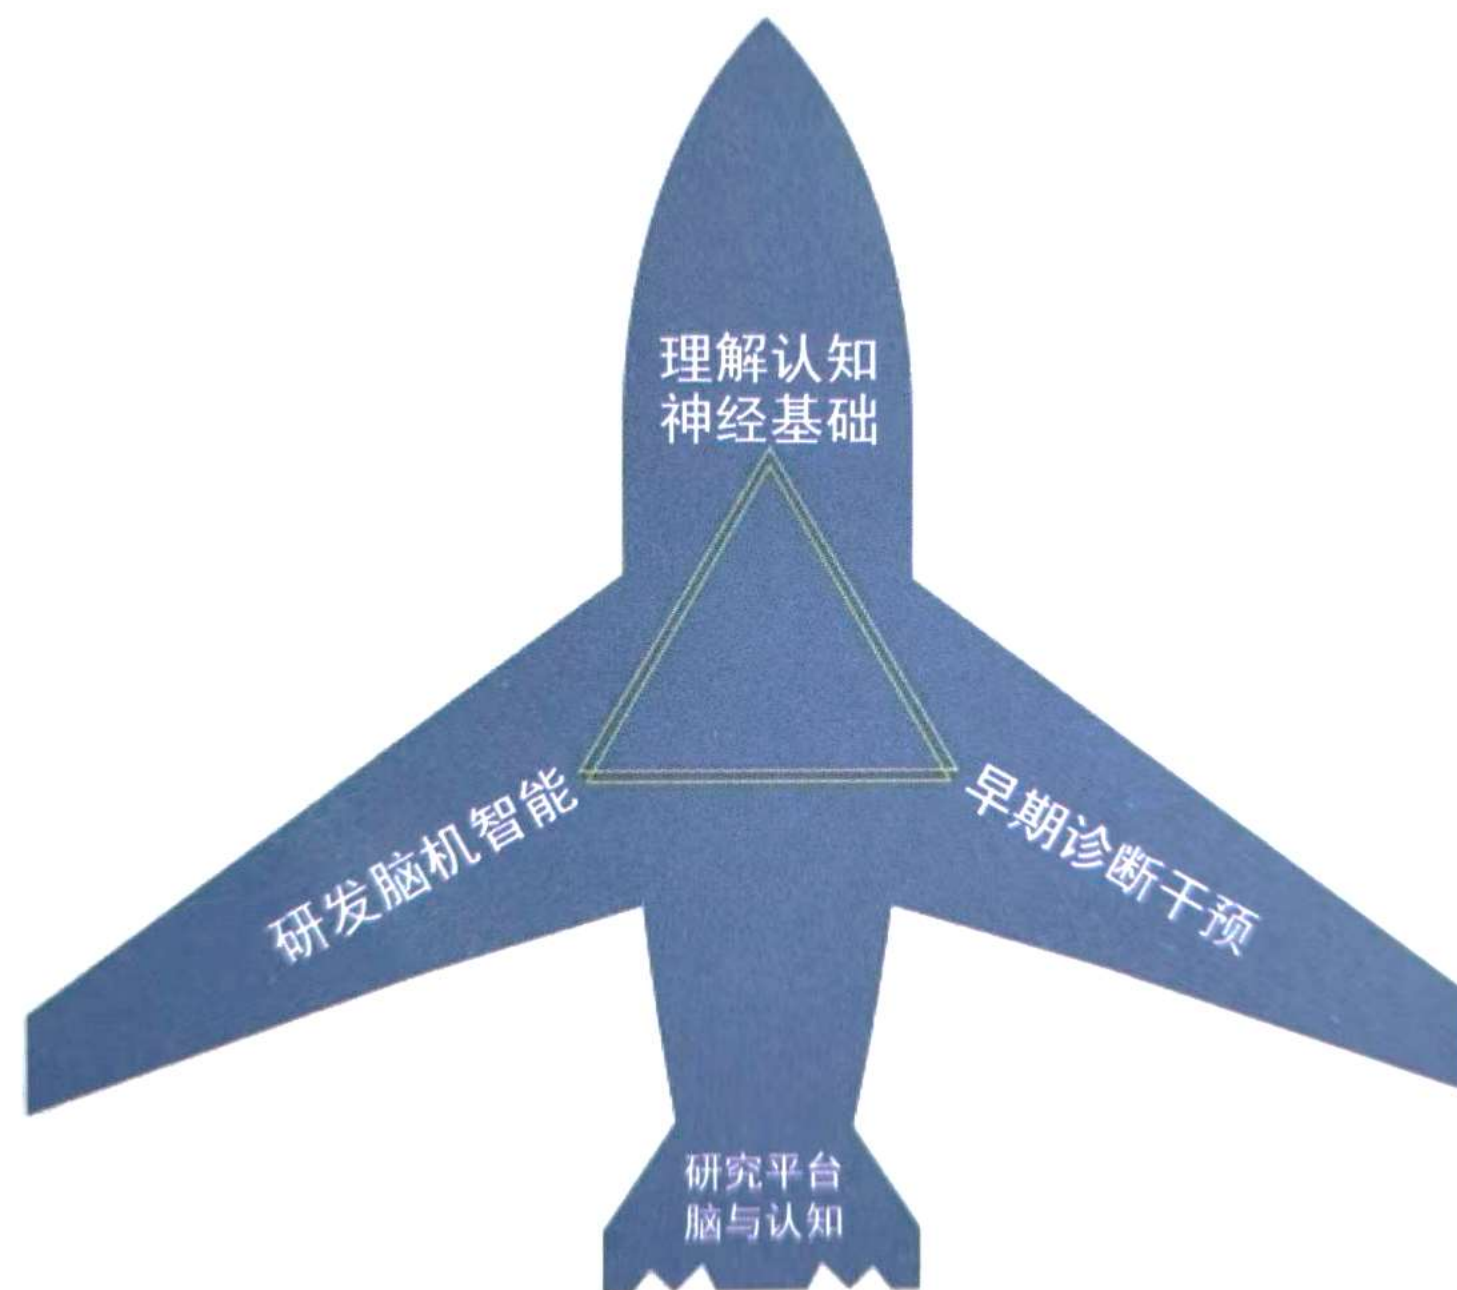 理解认知
神经基础
研发脑机智能
早期诊断干预
研究平台
脑与认知